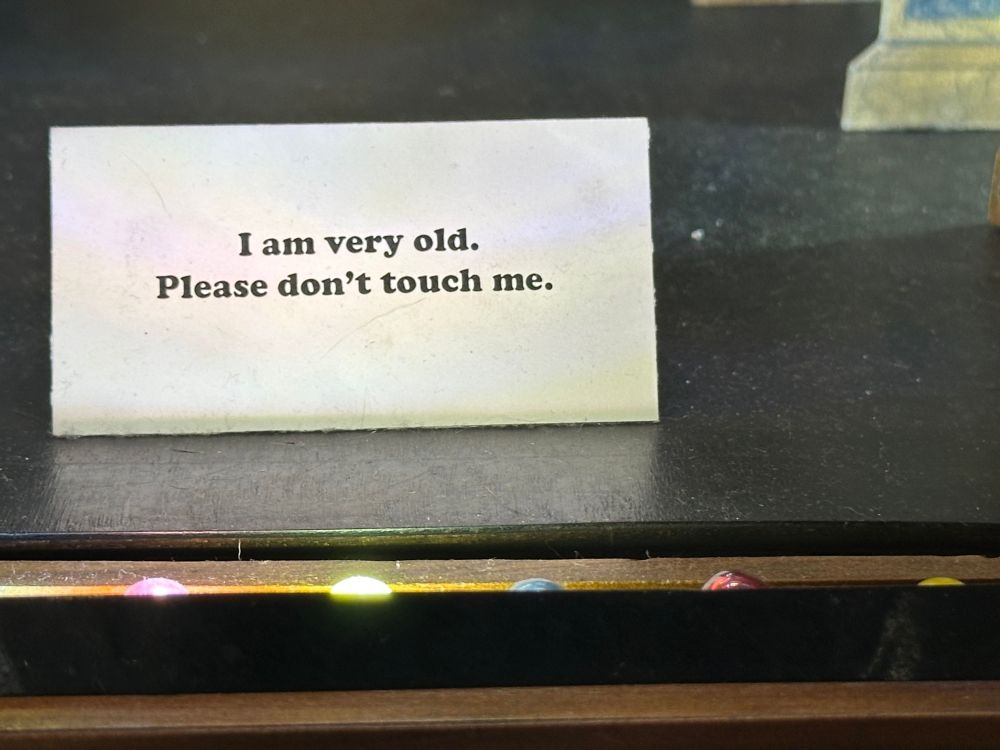 I am very old.
Please don’t touch me.